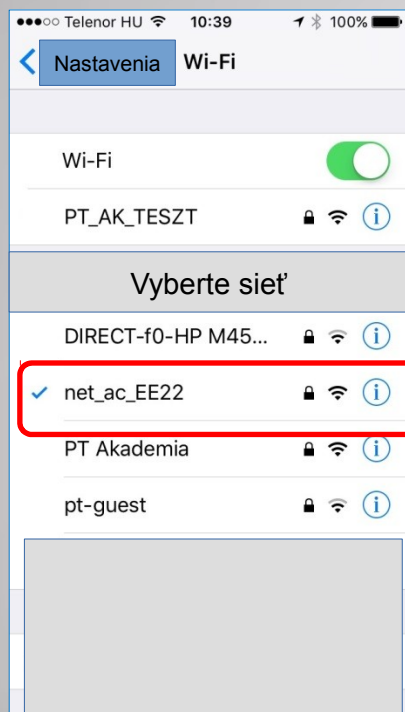 Telenor HU 10:39 100%
Nastavenia Wi-Fi
Wi-Fi
PT_AK_TESZT
Vyberte sieť
DIRECT-f0-HP M45...
net_ac_EE22
PT Akademia
pt-guest